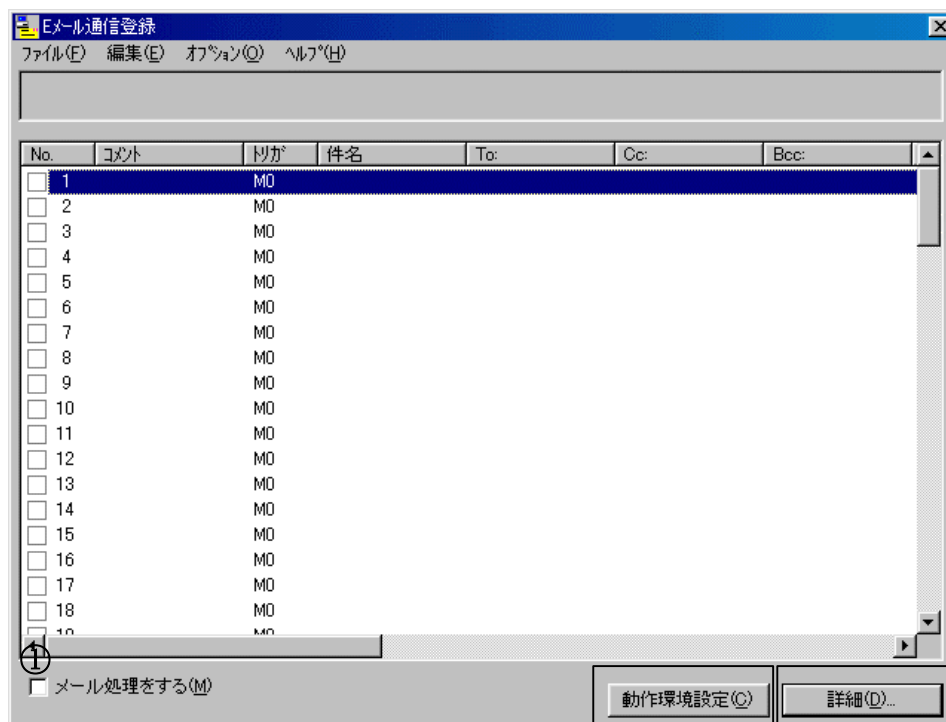 Eメール通信登録
ファイル(F) 編集(E) オプション(O) ヘルプ(H)
No. コメント トリガ 件名 To: Cc: Bcc:
1 M0
2 M0
3 M0
4 M0
5 M0
6 M0
7 M0
8 M0
9 M0
10 M0
11 M0
12 M0
13 M0
14 M0
15 M0
16 M0
17 M0
18 M0
19 M0
①
メール処理をする(M)
動作環境設定(C) 詳細(D)...